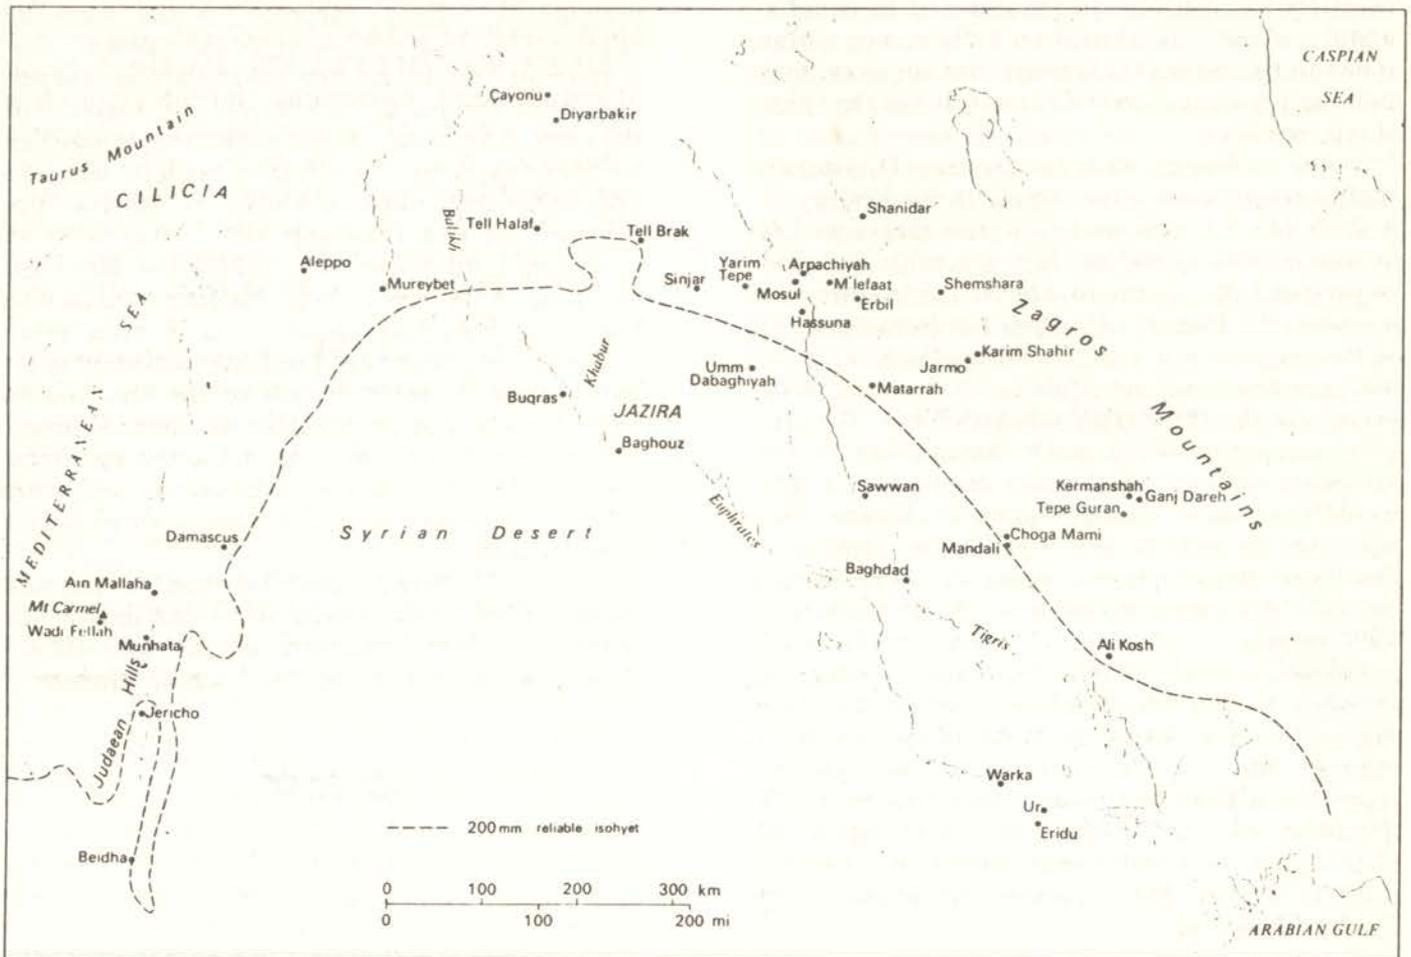 CASPIAN
SEA
Çayonu
Diyarbakir
Taurus Mountain
CILICIA
Balikh
Tell Halaf
Tell Brak
Shanidar
Aleppo
Mureybet
Sinjar
Yarim
Tepe
Arpachiyah
Mosul
M'lefaat
Erbil
Hassuna
Shemshara
Zagros
Mountains
Karim Shahir
Jarmo
Matarrah
Umm
Dabaghiyah
Khabur
Buqras
JAZIRA
Baghouz
MEDITERRANEAN
SEA
Sawwan
Kermanshah
Ganj Dareh
Tepe Guran
Euphrates
Syrian Desert
Damascus
Choga Mami
Mandali
Baghdad
Ain Mallaha
Mt Carmel
Wadi Fellah
Munhata
Tigris
Ali Kosh
Judaean Hills
Jericho
Warka
Ur
Eridu
200 mm reliable isohyet
Beidha
0 100 200 300 km
0 100 200 mi
ARABIAN GULF